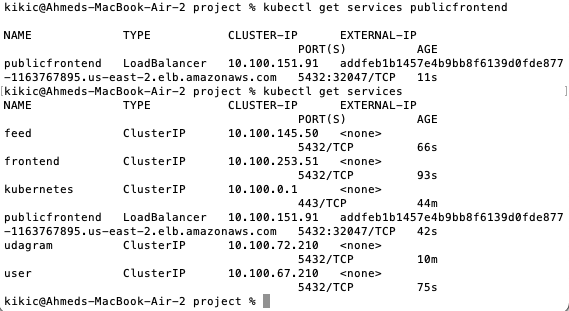 kikic@Ahmeds-MacBook-Air-2 project % kubectl get services publicfrontend
NAME TYPE CLUSTER-IP EXTERNAL-IP
PORT(S) AGE
publicfrontend LoadBalancer 10.100.151.91 addfeb1b1457e4b9bb8f6139d0fde877
-1163767895.us-east-2.elb.amazonaws.com 5432:32047/TCP 11s
[kikic@Ahmeds-MacBook-Air-2 project % kubectl get services ]
NAME TYPE CLUSTER-IP EXTERNAL-IP
PORT(S) AGE
feed ClusterIP 10.100.145.50 <none>
5432/TCP 66s
frontend ClusterIP 10.100.253.51 <none>
5432/TCP 93s
kubernetes ClusterIP 10.100.0.1 <none>
443/TCP 44m
publicfrontend LoadBalancer 10.100.151.91 addfeb1b1457e4b9bb8f6139d0fde877
-1163767895.us-east-2.elb.amazonaws.com 5432:32047/TCP 42s
udagram ClusterIP 10.100.72.210 <none>
5432/TCP 10m
user ClusterIP 10.100.67.210 <none>
5432/TCP 75s
kikic@Ahmeds-MacBook-Air-2 project %